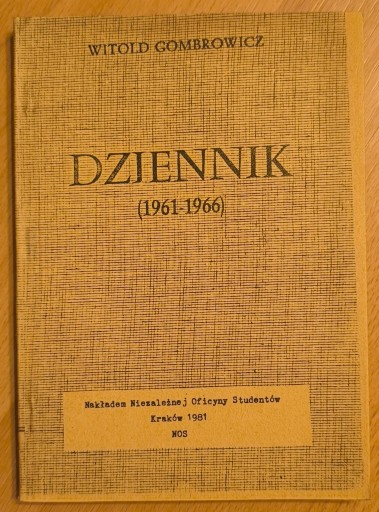 WITOLD GOMBROWICZ
DZIENNIK
(1961-1966)
Nakładem Niezależnej Oficyny Studentów
Kraków 1981
NOS